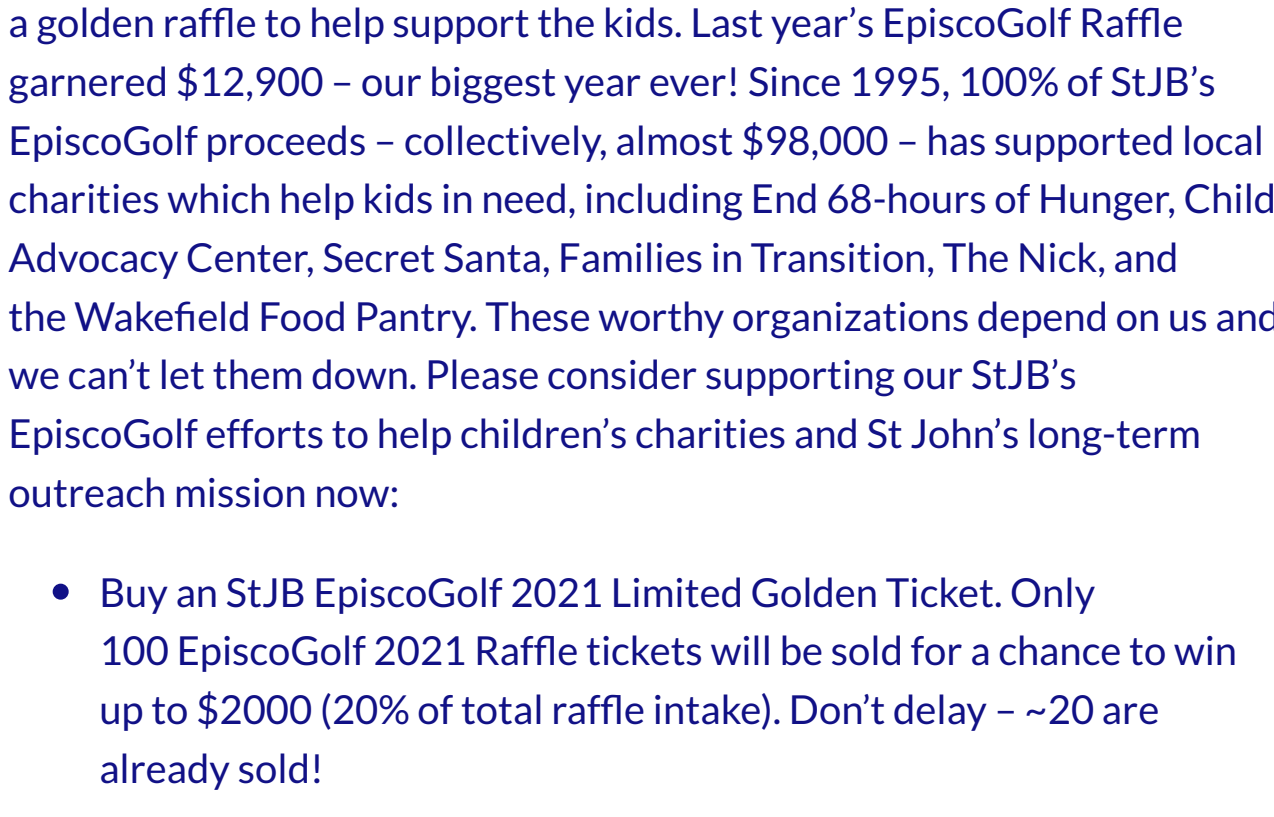 a golden raffle to help support the kids. Last year’s EpiscoGolf Raffle
garnered $12,900 – our biggest year ever! Since 1995, 100% of StJB’s
EpiscoGolf proceeds – collectively, almost $98,000 – has supported local
charities which help kids in need, including End 68-hours of Hunger, Child
Advocacy Center, Secret Santa, Families in Transition, The Nick, and
the Wakefield Food Pantry. These worthy organizations depend on us and
we can’t let them down. Please consider supporting our StJB’s
EpiscoGolf efforts to help children’s charities and St John’s long-term
outreach mission now:
• Buy an StJB EpiscoGolf 2021 Limited Golden Ticket. Only
100 EpiscoGolf 2021 Raffle tickets will be sold for a chance to win
up to $2000 (20% of total raffle intake). Don’t delay – ~20 are
already sold!